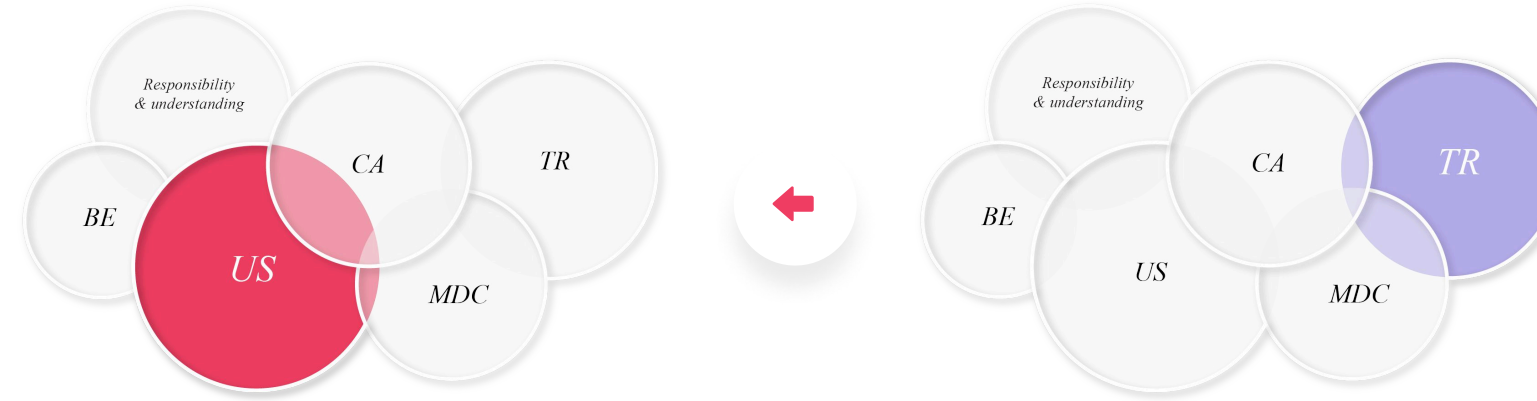 Responsibility
& understanding
CA
TR
BE
US
MDC
Responsibility
& understanding
CA
TR
BE
US
MDC